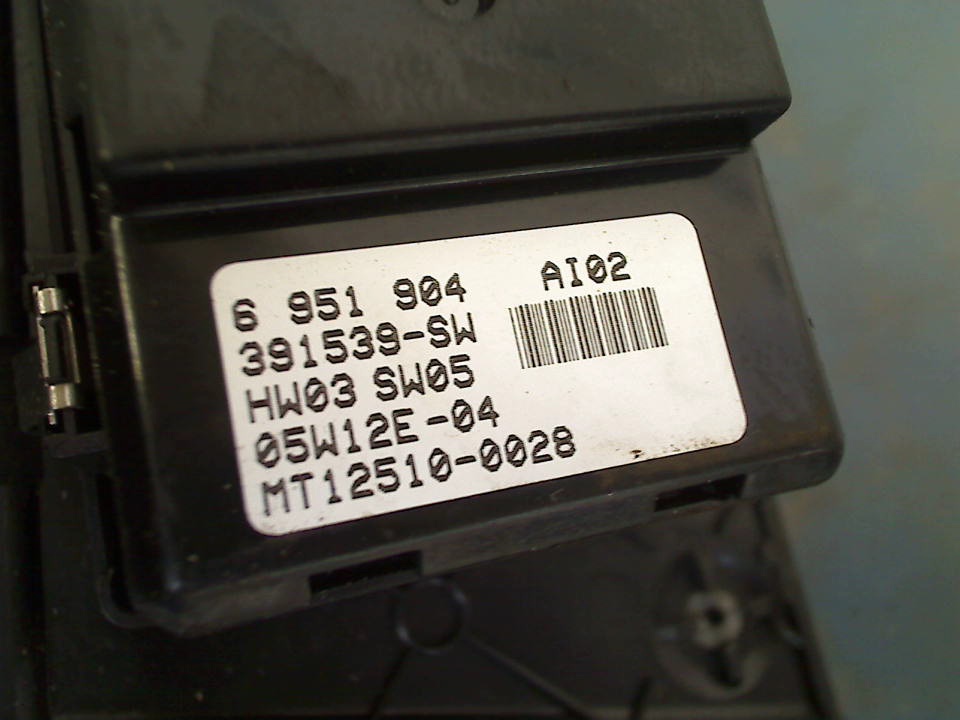 6 951 904 AI02
391539-SW
HW03 SW05
05W12E-04
MT12510-0028